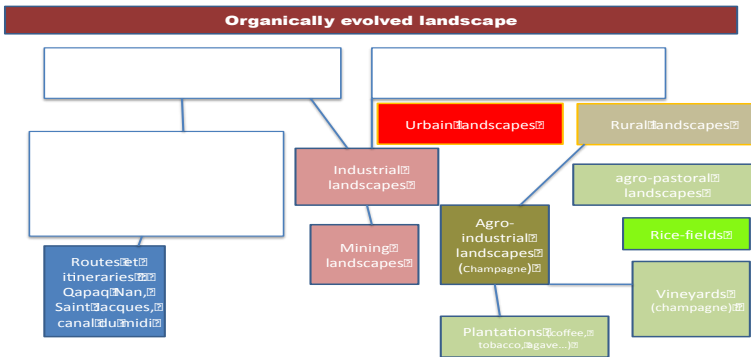 Organically evolved landscape
Urbain landscapes
Rural landscapes
Industrial
landscapes
agro-pastoral
landscapes
Agro-
industrial
landscapes
(Champagne)
Rice-fields
Mining
landscapes
Routes et
itineraries :
Qapaq Nan,
Saint Jacques,
canal du midi
Vineyards
(champagne)
Plantations (coffee,
tobacco, agave...)